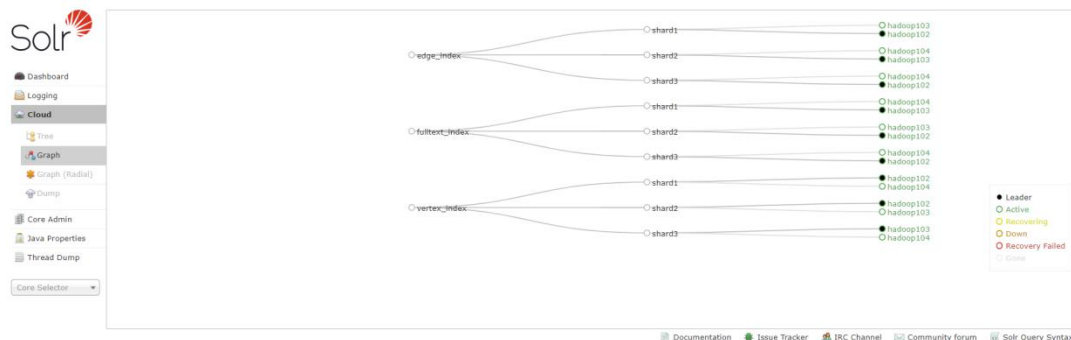 Solr
Dashboard
Logging
Cloud
Tree
Graph
Graph (Radial)
Dump
Core Admin
Java Properties
Thread Dump
Core Selector
edge_index
shard1
hadoop103
hadoop102
shard2
hadoop104
hadoop103
shard3
hadoop104
hadoop102
fulltext_index
shard1
hadoop104
hadoop103
shard2
hadoop103
hadoop102
shard3
hadoop104
hadoop102
vertex_index
shard1
hadoop102
hadoop104
shard2
hadoop102
hadoop103
shard3
hadoop103
hadoop104
Leader
Active
Recovering
Down
Recovery Failed
Gone
Documentation Issue Tracker IRC Channel Community forum Solr Query Syntax